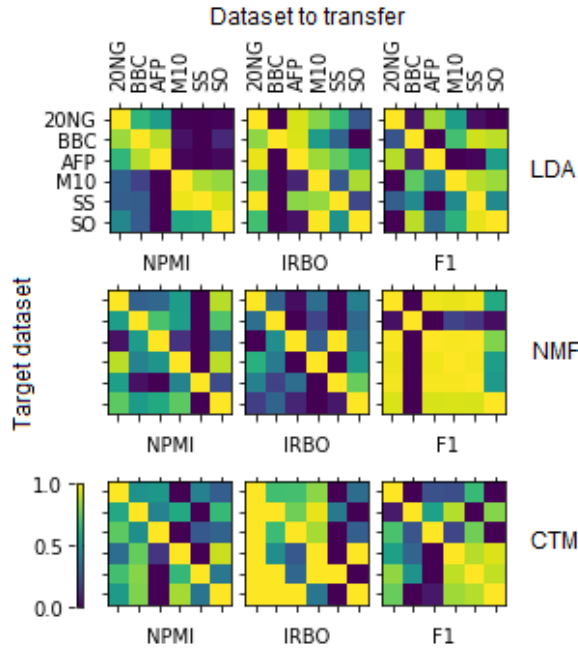 Dataset to transfer
20NG BBC AFP M10 SS SO 20NG BBC AFP M10 SS SO 20NG BBC AFP M10 SS SO
20NG
BBC
AFP
M10
SS
SO
LDA
NPMI IRBO F1
Target dataset
NMF
NPMI IRBO F1
1.0
0.5
0.0
CTM
NPMI IRBO F1